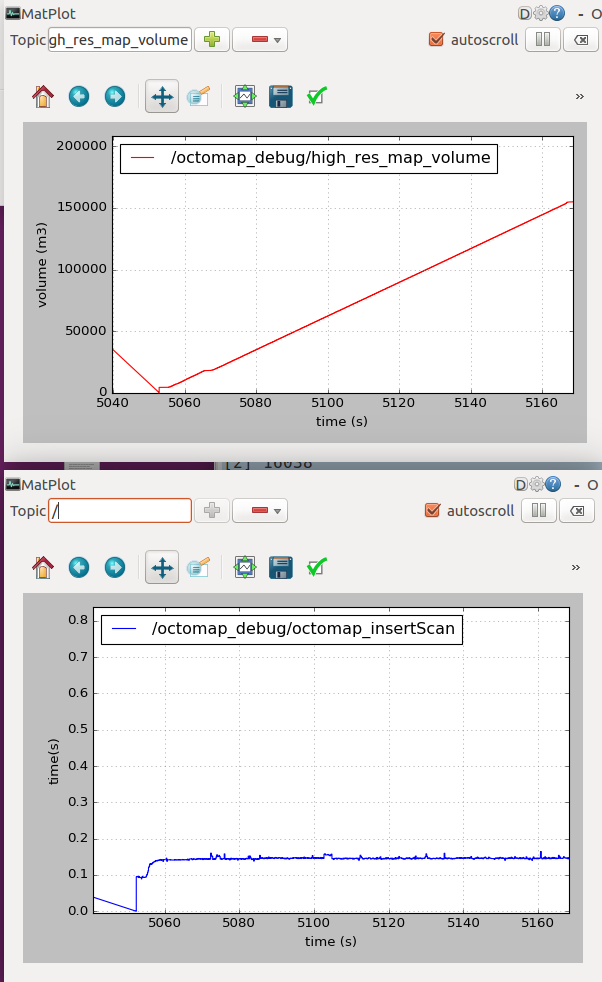 MatPlot
D ? - O
Topic gh_res_map_volume autoscroll
»
/octomap_debug/high_res_map_volume
200000
150000
100000
50000
0
volume (m3)
5040 5060 5080 5100 5120 5140 5160
time (s)
[2] 16038
MatPlot
D ? - O
Topic / autoscroll
»
/octomap_debug/octomap_insertScan
0.8
0.7
0.6
0.5
0.4
0.3
0.2
0.1
0.0
time(s)
5060 5080 5100 5120 5140 5160
time (s)